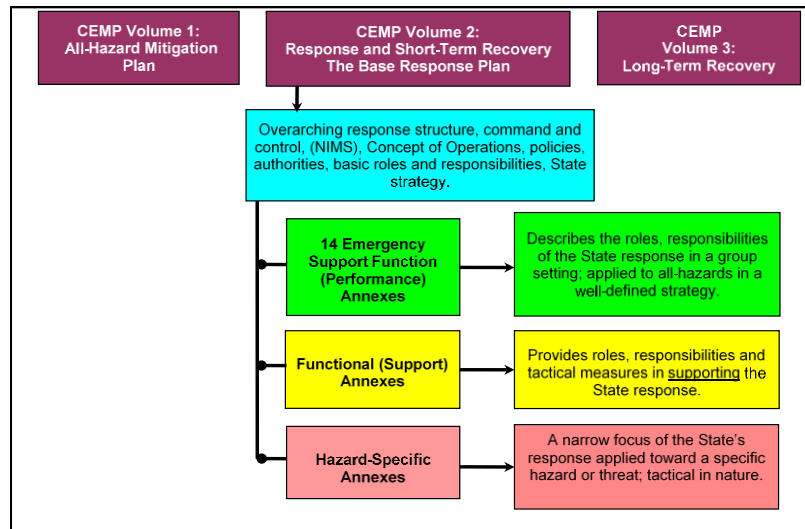 CEMP Volume 1:
All-Hazard Mitigation
Plan
CEMP Volume 2:
Response and Short-Term Recovery
The Base Response Plan
CEMP
Volume 3:
Long-Term Recovery
Overarching response structure, command and
control, (NIMS), Concept of Operations, policies,
authorities, basic roles and responsibilities, State
strategy.
14 Emergency
Support Function
(Performance)
Annexes
Describes the roles, responsibilities
of the State response in a group
setting; applied to all-hazards in a
well-defined strategy.
Functional (Support)
Annexes
Provides roles, responsibilities and
tactical measures in supporting the
State response.
Hazard-Specific
Annexes
A narrow focus of the State's
response applied toward a specific
hazard or threat; tactical in nature.